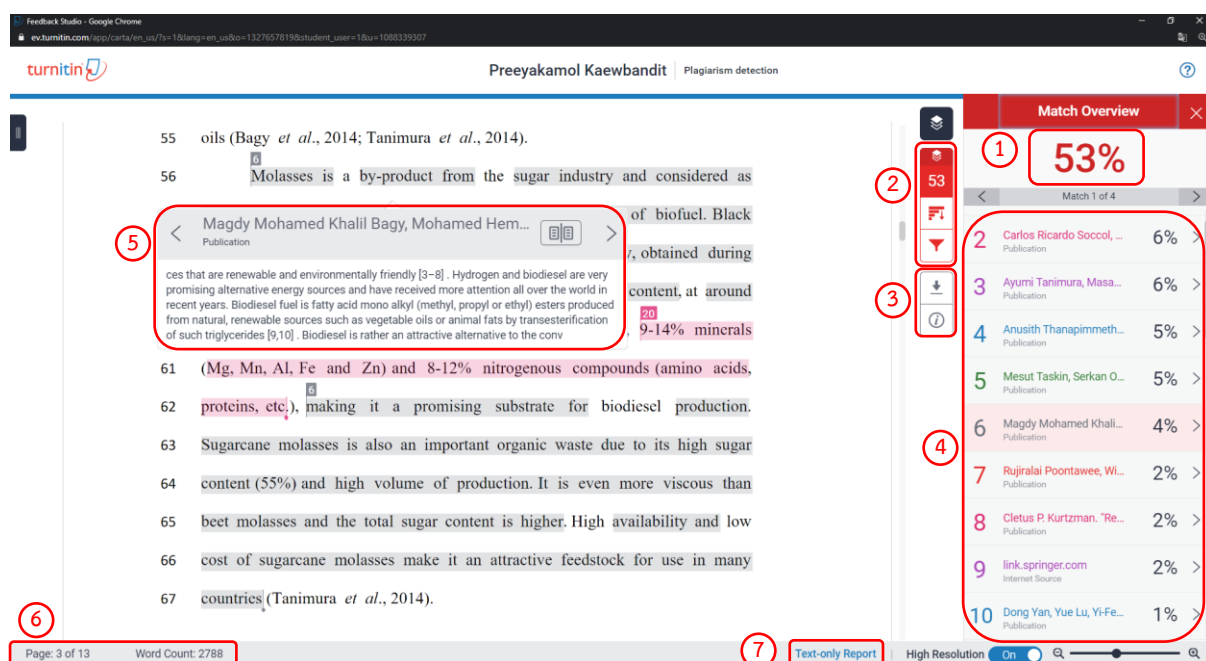 Feedback Studio - Google Chrome
ev.turnitin.com/app/carta/en_us/?s=1&lang=en_us&o=1327657819&student_user=1&u=1088339307
turnitin
Preeyakamol Kaewbandit
Plagiarism detection
?
55 oils (Bagy et al., 2014; Tanimura et al., 2014).
6
56 Molasses is a by-product from the sugar industry and considered as
of biofuel. Black
obtained during
content, at around
20
9-14% minerals
5
Magdy Mohamed Khalil Bagy, Mohamed Hem...
Publication
ces that are renewable and environmentally friendly [3–8] . Hydrogen and biodiesel are very
promising alternative energy sources and have received more attention all over the world in
recent years. Biodiesel fuel is fatty acid mono alkyl (methyl, propyl or ethyl) esters produced
from natural, renewable sources such as vegetable oils or animal fats by transesterification
of such triglycerides [9,10] . Biodiesel is rather an attractive alternative to the conv
61 (Mg, Mn, Al, Fe and Zn) and 8-12% nitrogenous compounds (amino acids,
6
62 proteins, etc.), making it a promising substrate for biodiesel production.
63 Sugarcane molasses is also an important organic waste due to its high sugar
64 content (55%) and high volume of production. It is even more viscous than
65 beet molasses and the total sugar content is higher. High availability and low
66 cost of sugarcane molasses make it an attractive feedstock for use in many
67 countries (Tanimura et al., 2014).
2
53
3
Match Overview
1
53%
Match 1 of 4
4
2 Carlos Ricardo Soccol, ... 6%
Publication
3 Ayumi Tanimura, Masa... 6%
Publication
4 Anusith Thanapimmeth... 5%
Publication
5 Mesut Taskin, Serkan O... 5%
Publication
6 Magdy Mohamed Khali... 4%
Publication
7 Rujiralai Poontawee, Wi... 2%
Publication
8 Cletus P. Kurtzman. "Re... 2%
Publication
9 link.springer.com 2%
Internet Source
10 Dong Yan, Yue Lu, Yi-Fe... 1%
Publication
6
Page: 3 of 13 Word Count: 2788
7
Text-only Report
High Resolution On